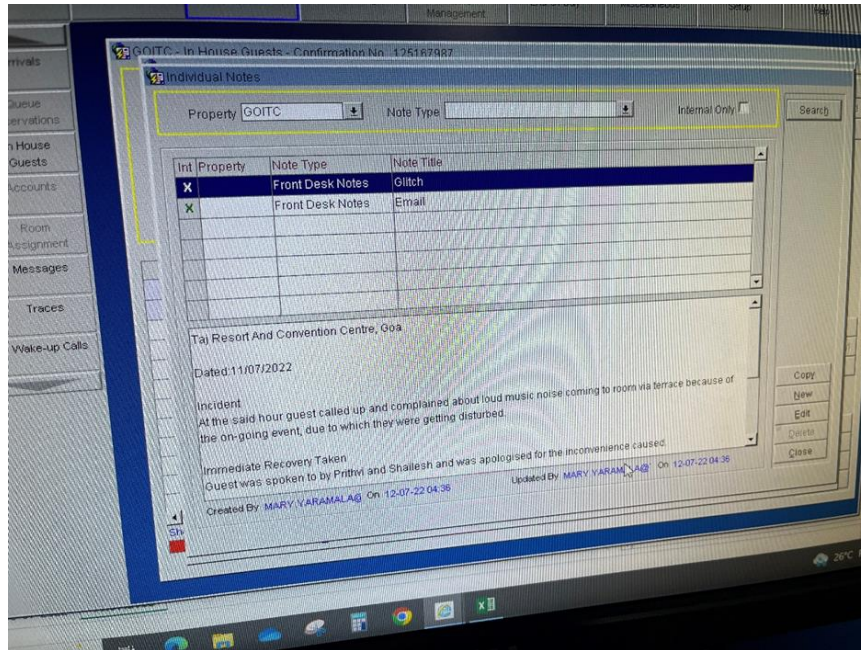 Management
GOITC - In House Guests - Confirmation No 125187987
Individual Notes
Property GOITC Note Type Internal Only Search
rrivals
Queue
ervations
House
Guests
Accounts
Room
Assignment
Messages
Traces
Wake-up Calls
Int Property Note Type Note Title
X Front Desk Notes Glitch
X Front Desk Notes Email
Taj Resort And Convention Centre, Goa
Dated:11/07/2022
Incident
At the said hour guest called up and complained about loud music noise coming to room via terrace because of
the on-going event, due to which they were getting disturbed.
Immediate Recovery Taken
Guest was spoken to by Prithvi and Shailesh and was apologised for the inconvenience caused.
Created By MARY.YARAMALA@ On 12-07-22 04:36 Updated By MARY YARAMALA@ On 12-07-22 04:36
Copy
New
Edit
Delete
Close
Sh
26°C